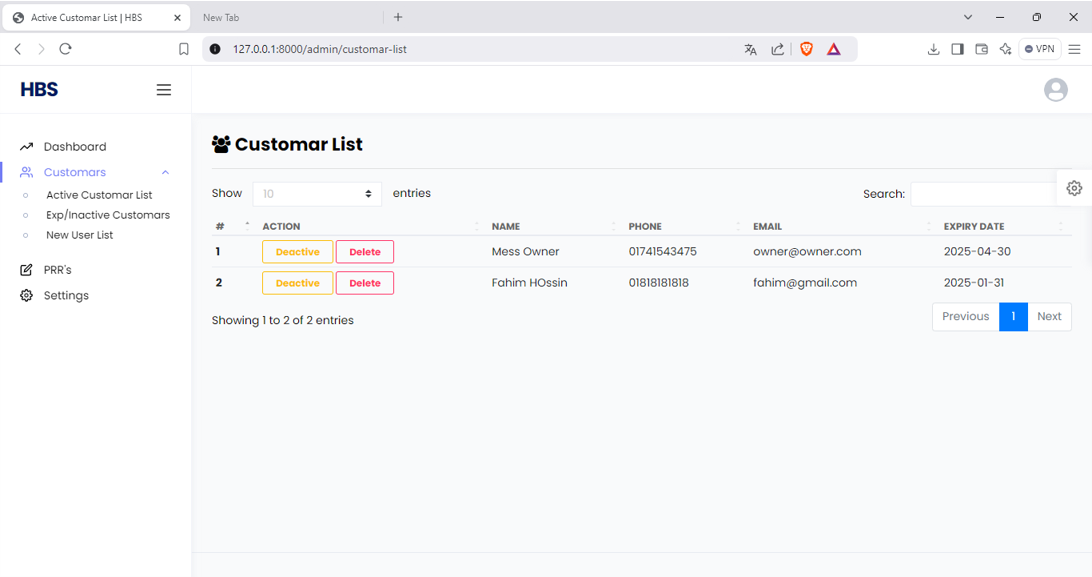 Active Customar List | HBS
New Tab
127.0.0.1:8000/admin/customar-list
VPN
HBS
Dashboard
Customars
Active Customar List
Exp/Inactive Customars
New User List
PRR's
Settings
Customar List
Show 10 entries
Search:
# ACTION NAME PHONE EMAIL EXPIRY DATE
1 Deactive Delete Mess Owner 01741543475 owner@owner.com 2025-04-30
2 Deactive Delete Fahim HOssin 01818181818 fahim@gmail.com 2025-01-31
Showing 1 to 2 of 2 entries
Previous 1 Next